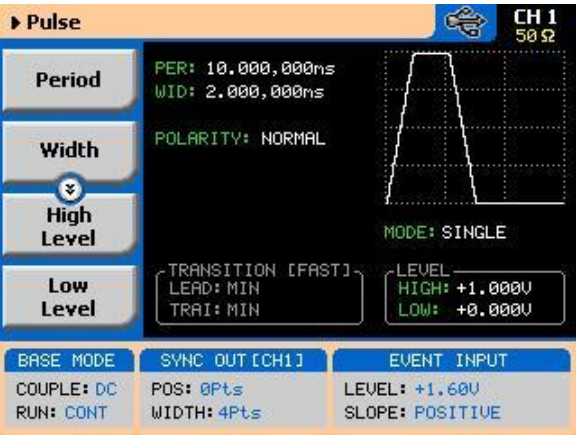 Pulse
CH 1
50 Ω
Period
Width
High
Level
Low
Level
PER: 10.000,000ms
WID: 2.000,000ms
POLARITY: NORMAL
MODE: SINGLE
TRANSITION [FAST]
LEAD: MIN
TRAI: MIN
LEVEL
HIGH: +1.000V
LOW: +0.000V
BASE MODE
COUPLE: DC
RUN: CONT
SYNC OUT [CH1]
POS: 0Pts
WIDTH: 4Pts
EVENT INPUT
LEVEL: +1.60V
SLOPE: POSITIVE